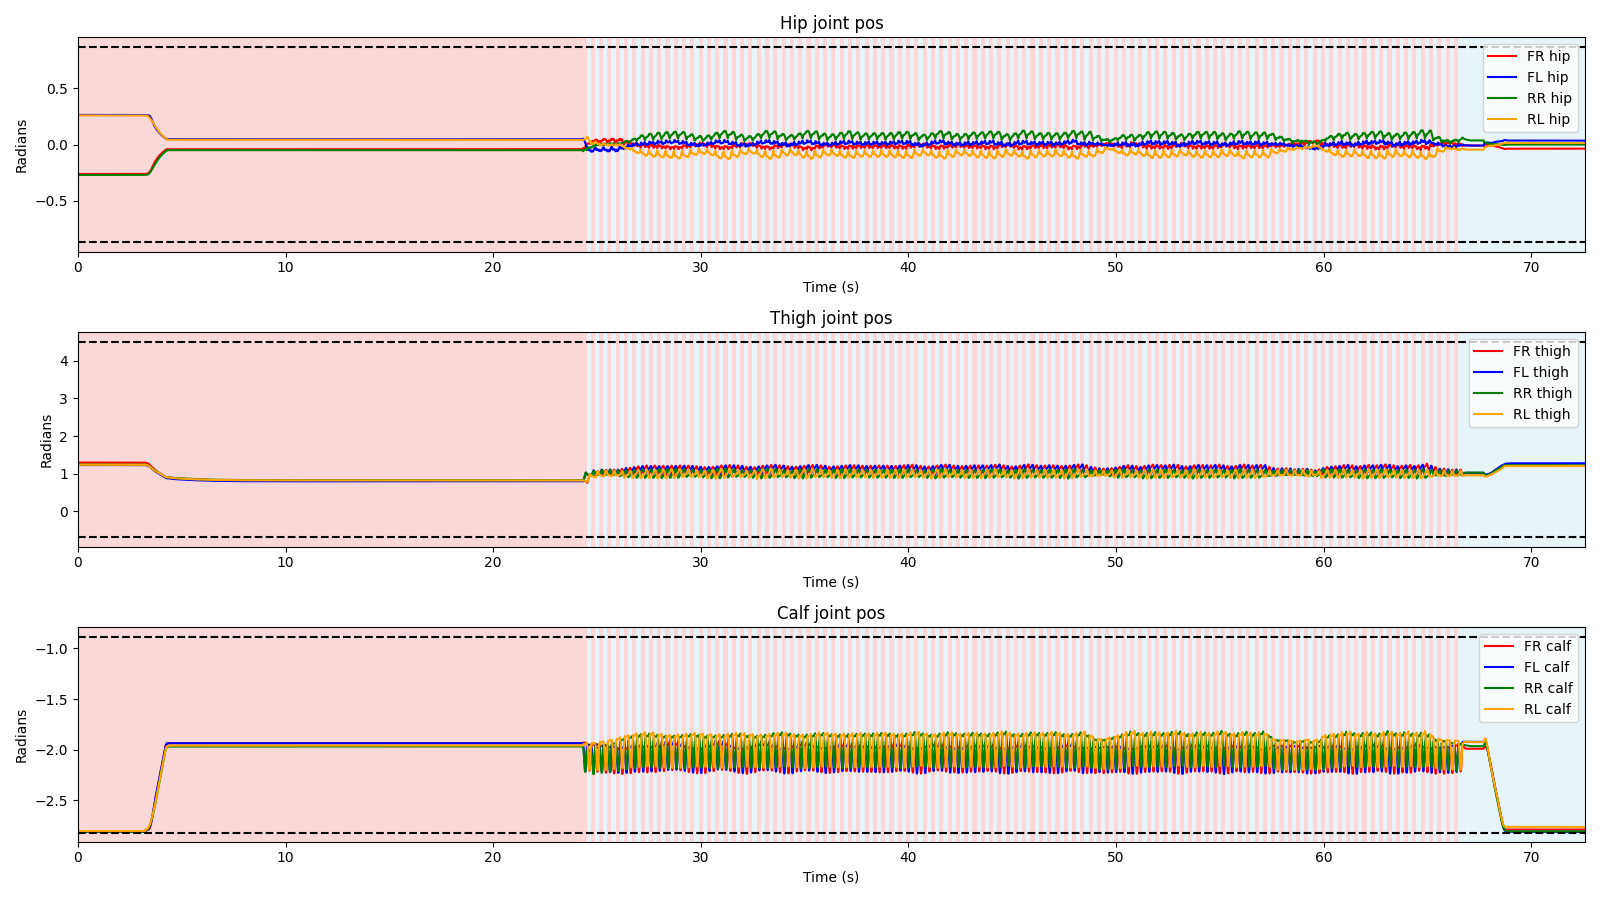 Hip joint pos
0.5
0.0
−0.5
Radians
FR hip
FL hip
RR hip
RL hip
0 10 20 30 40 50 60 70
Time (s)
Thigh joint pos
4
3
2
1
0
Radians
FR thigh
FL thigh
RR thigh
RL thigh
0 10 20 30 40 50 60 70
Time (s)
Calf joint pos
−1.0
−1.5
−2.0
−2.5
Radians
FR calf
FL calf
RR calf
RL calf
0 10 20 30 40 50 60 70
Time (s)